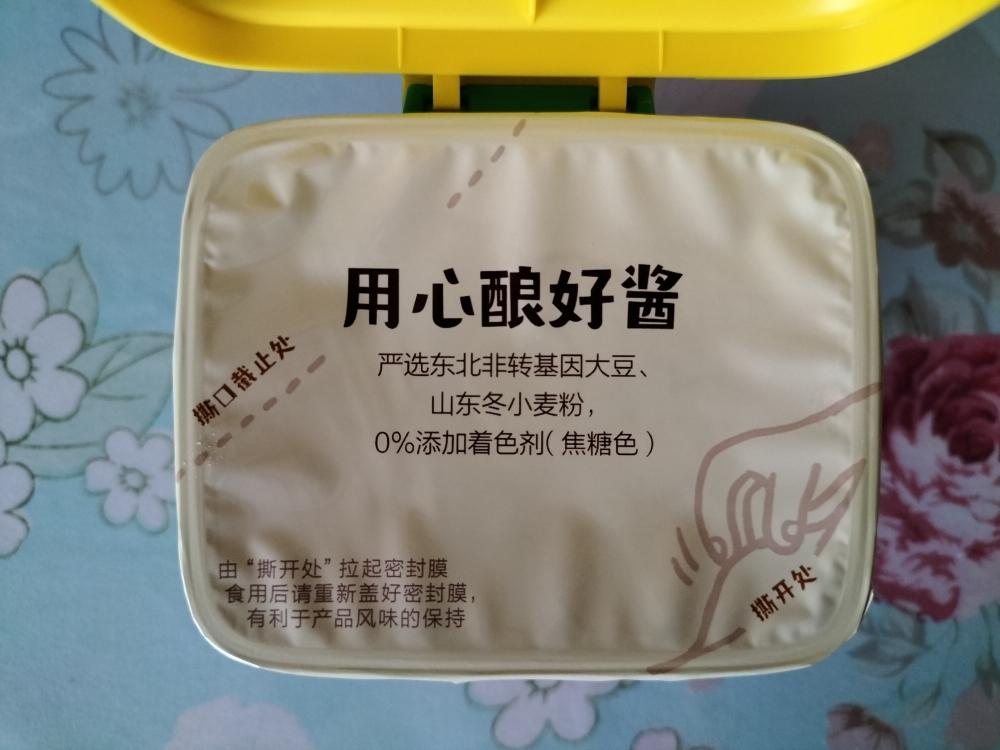 用心酿好酱
严选东北非转基因大豆、
山东冬小麦粉，
0%添加着色剂（焦糖色）
撕口截止处
由“撕开处”拉起密封膜
食用后请重新盖好密封膜，
有利于产品风味的保持
撕开处